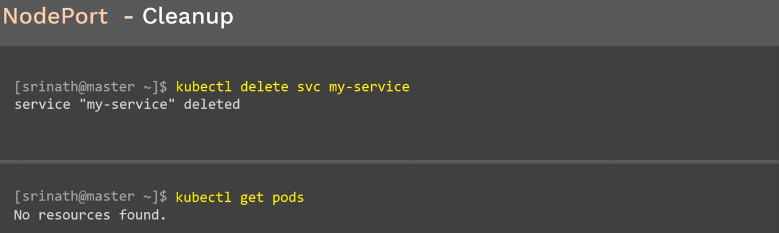 NodePort - Cleanup
[srinath@master ~]$ kubectl delete svc my-service
service "my-service" deleted
[srinath@master ~]$ kubectl get pods
No resources found.